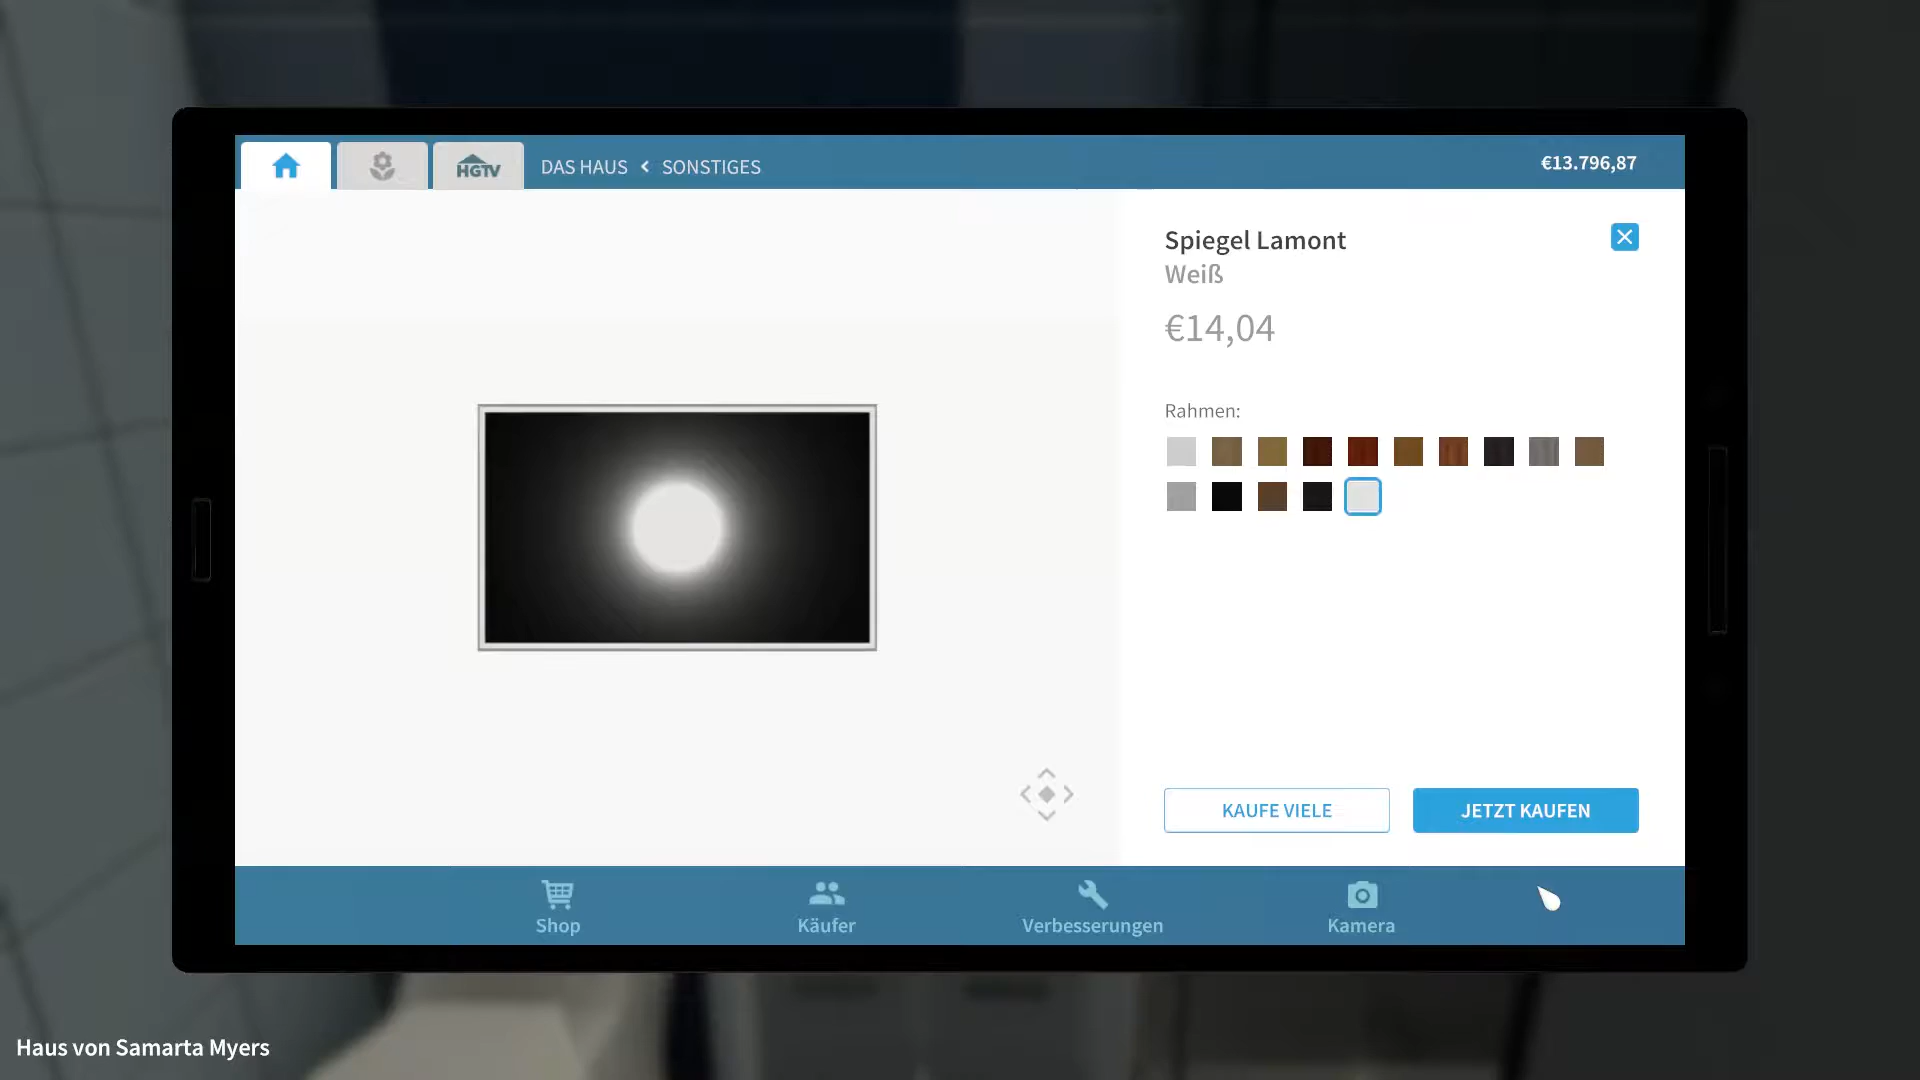 HGTV
DAS HAUS < SONSTIGES
€13.796,87
Spiegel Lamont
Weiß
€14,04
Rahmen:
KAUFE VIELE
JETZT KAUFEN
Shop
Käufer
Verbesserungen
Kamera
Haus von Samarta Myers